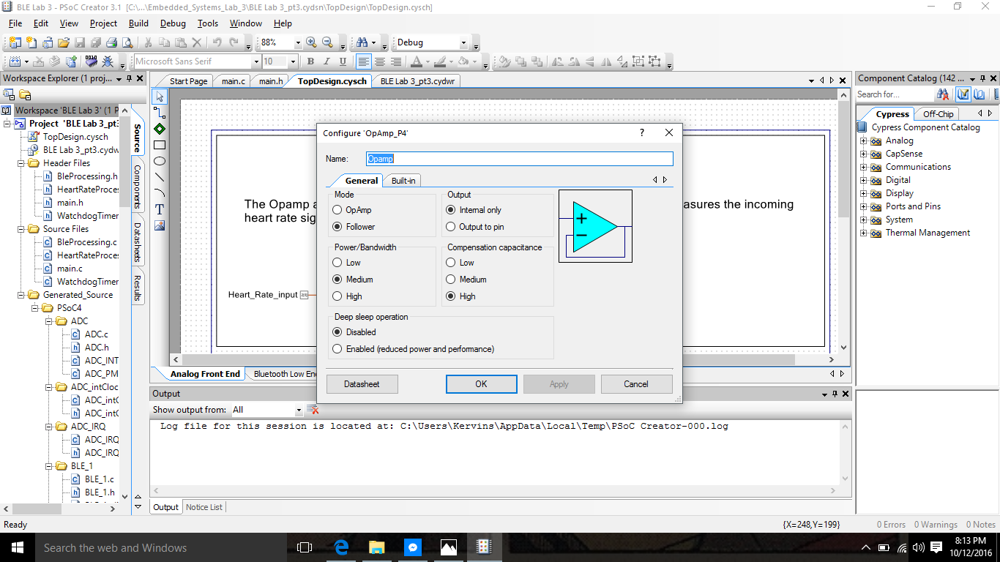 BLE Lab 3 - PSoC Creator 3.1 [C:\...\Embedded_Systems_Lab_3\BLE Lab 3_pt3.cydsn\TopDesign\TopDesign.cysch]
File Edit View Project Build Debug Tools Window Help
88% Debug
Microsoft Sans Serif 10 B I U
Workspace Explorer (1 proj...
Start Page main.c main.h TopDesign.cysch BLE Lab 3_pt3.cydwr
Component Catalog (142 ...
Search for...
Workspace 'BLE Lab 3' (1 P
Project 'BLE Lab 3_pt3
TopDesign.cysch
BLE Lab 3_pt3.cydw
Header Files
BleProcessing.h
HeartRateProces
main.h
WatchdogTimer
Source Files
BleProcessing.c
HeartRateProces
main.c
WatchdogTimer
Generated_Source
PSoC4
ADC
ADC.c
ADC.h
ADC_INT
ADC_PM
ADC_intCloc
ADC_intC
ADC_intC
ADC_IRQ
ADC_IRQ
ADC_IRQ
BLE_1
BLE_1.c
BLE_1.h
Source
Components
Datasheets
Results
T
The Opamp a
asures the incoming
heart rate sig
Heart_Rate_input
Analog Front End Bluetooth Low Ene
Configure 'OpAmp_P4'
?
Name: Opamp
General Built-in
Mode
OpAmp
Follower
Output
Internal only
Output to pin
Power/Bandwidth
Low
Medium
High
Compensation capacitance
Low
Medium
High
Deep sleep operation
Disabled
Enabled (reduced power and performance)
Datasheet OK Apply Cancel
Cypress Off-Chip
Cypress Component Catalog
Analog
CapSense
Communications
Digital
Display
Ports and Pins
System
Thermal Management
Output
Show output from: All
Log file for this session is located at: C:\Users\Kervins\AppData\Local\Temp\PSoC Creator-000.log
Output Notice List
Ready
{X=248,Y=199}
0 Errors 0 Warnings 0 Notes
Search the web and Windows
8:13 PM
10/12/2016